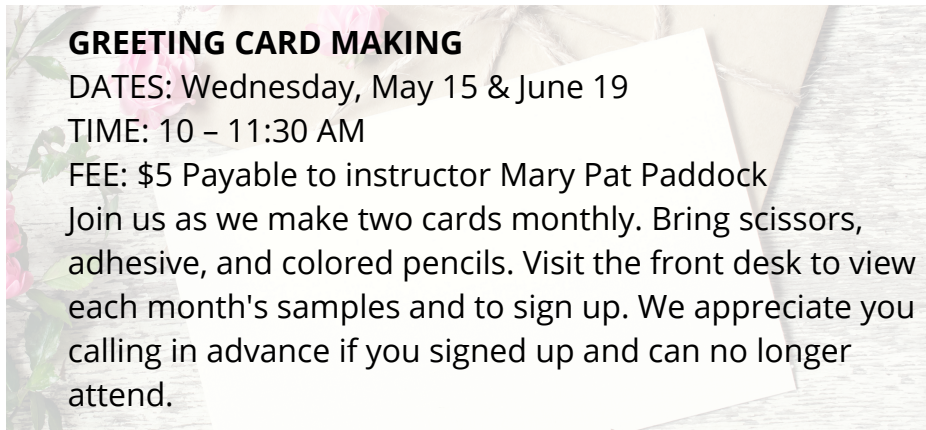 GREETING CARD MAKING
DATES: Wednesday, May 15 & June 19
TIME: 10 – 11:30 AM
FEE: $5 Payable to instructor Mary Pat Paddock
Join us as we make two cards monthly. Bring scissors,
adhesive, and colored pencils. Visit the front desk to view
each month's samples and to sign up. We appreciate you
calling in advance if you signed up and can no longer
attend.